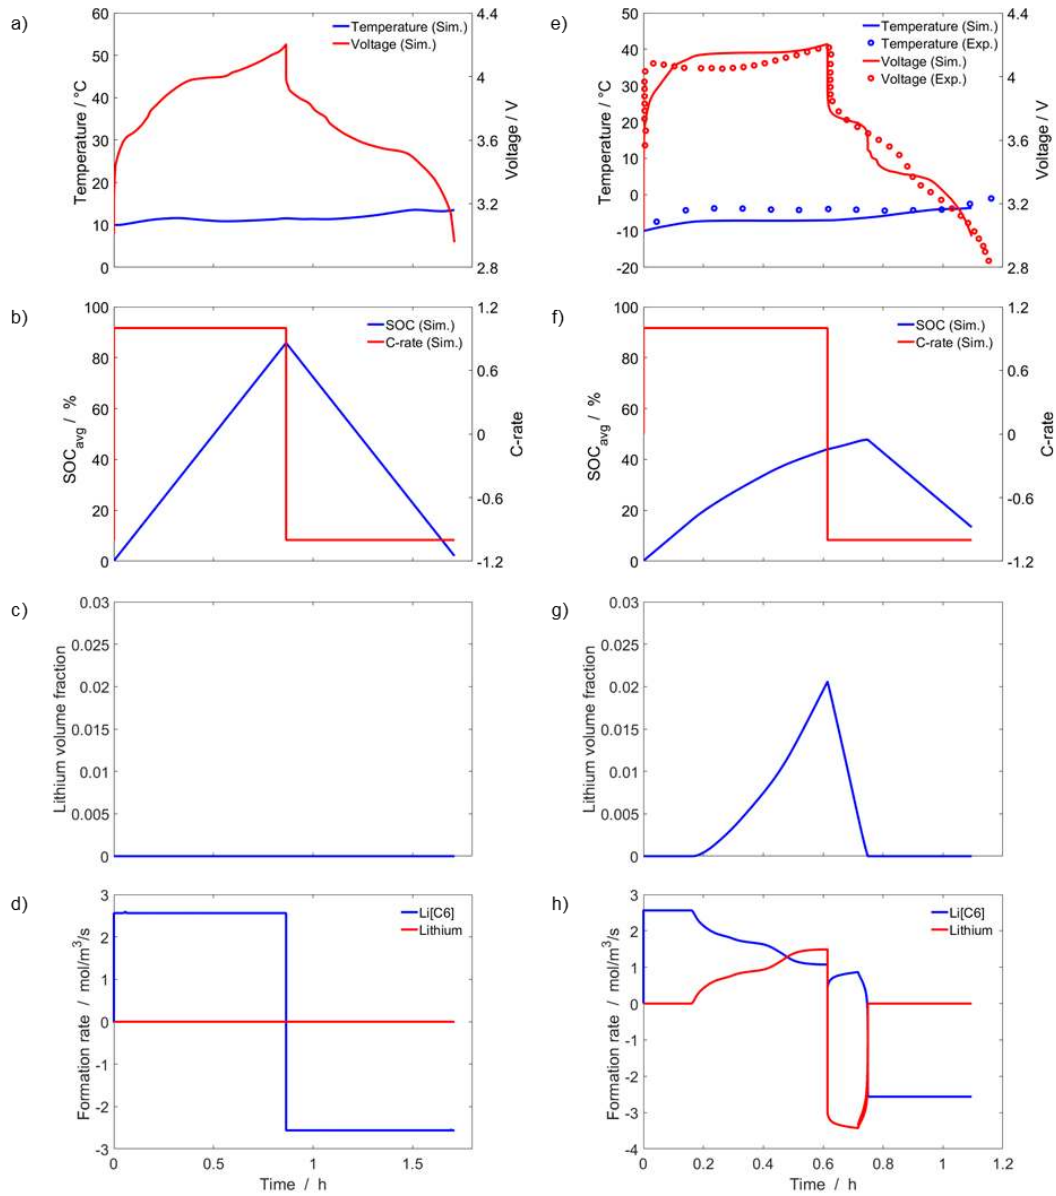 a)
60
50
40
30
20
10
0
Temperature / °C
Temperature (Sim.)
Voltage (Sim.)
4.4
4
3.6
3.2
2.8
Voltage / V
e)
50
40
30
20
10
0
-10
-20
Temperature / °C
Temperature (Sim.)
Temperature (Exp.)
Voltage (Sim.)
Voltage (Exp.)
4.4
4
3.6
3.2
2.8
Voltage / V
b)
100
80
60
40
20
0
SOCavg / %
SOC (Sim.)
C-rate (Sim.)
1.2
0.6
0
-0.6
-1.2
C-rate
f)
100
80
60
40
20
0
SOCavg / %
SOC (Sim.)
C-rate (Sim.)
1.2
0.6
0
-0.6
-1.2
C-rate
c)
0.03
0.025
0.02
0.015
0.01
0.005
0
Lithium volume fraction
g)
0.03
0.025
0.02
0.015
0.01
0.005
0
Lithium volume fraction
d)
3
2
1
0
-1
-2
-3
Formation rate / mol/m³/s
Li[C6]
Lithium
0 0.5 1 1.5
Time / h
h)
3
2
1
0
-1
-2
-3
-4
Formation rate / mol/m³/s
Li[C6]
Lithium
0 0.2 0.4 0.6 0.8 1 1.2
Time / h